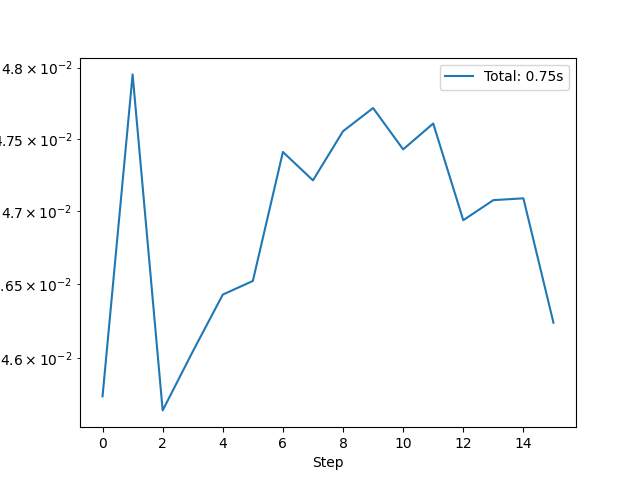 4.8 × 10⁻²
.75 × 10⁻²
4.7 × 10⁻²
.65 × 10⁻²
4.6 × 10⁻²
Total: 0.75s
0 2 4 6 8 10 12 14
Step